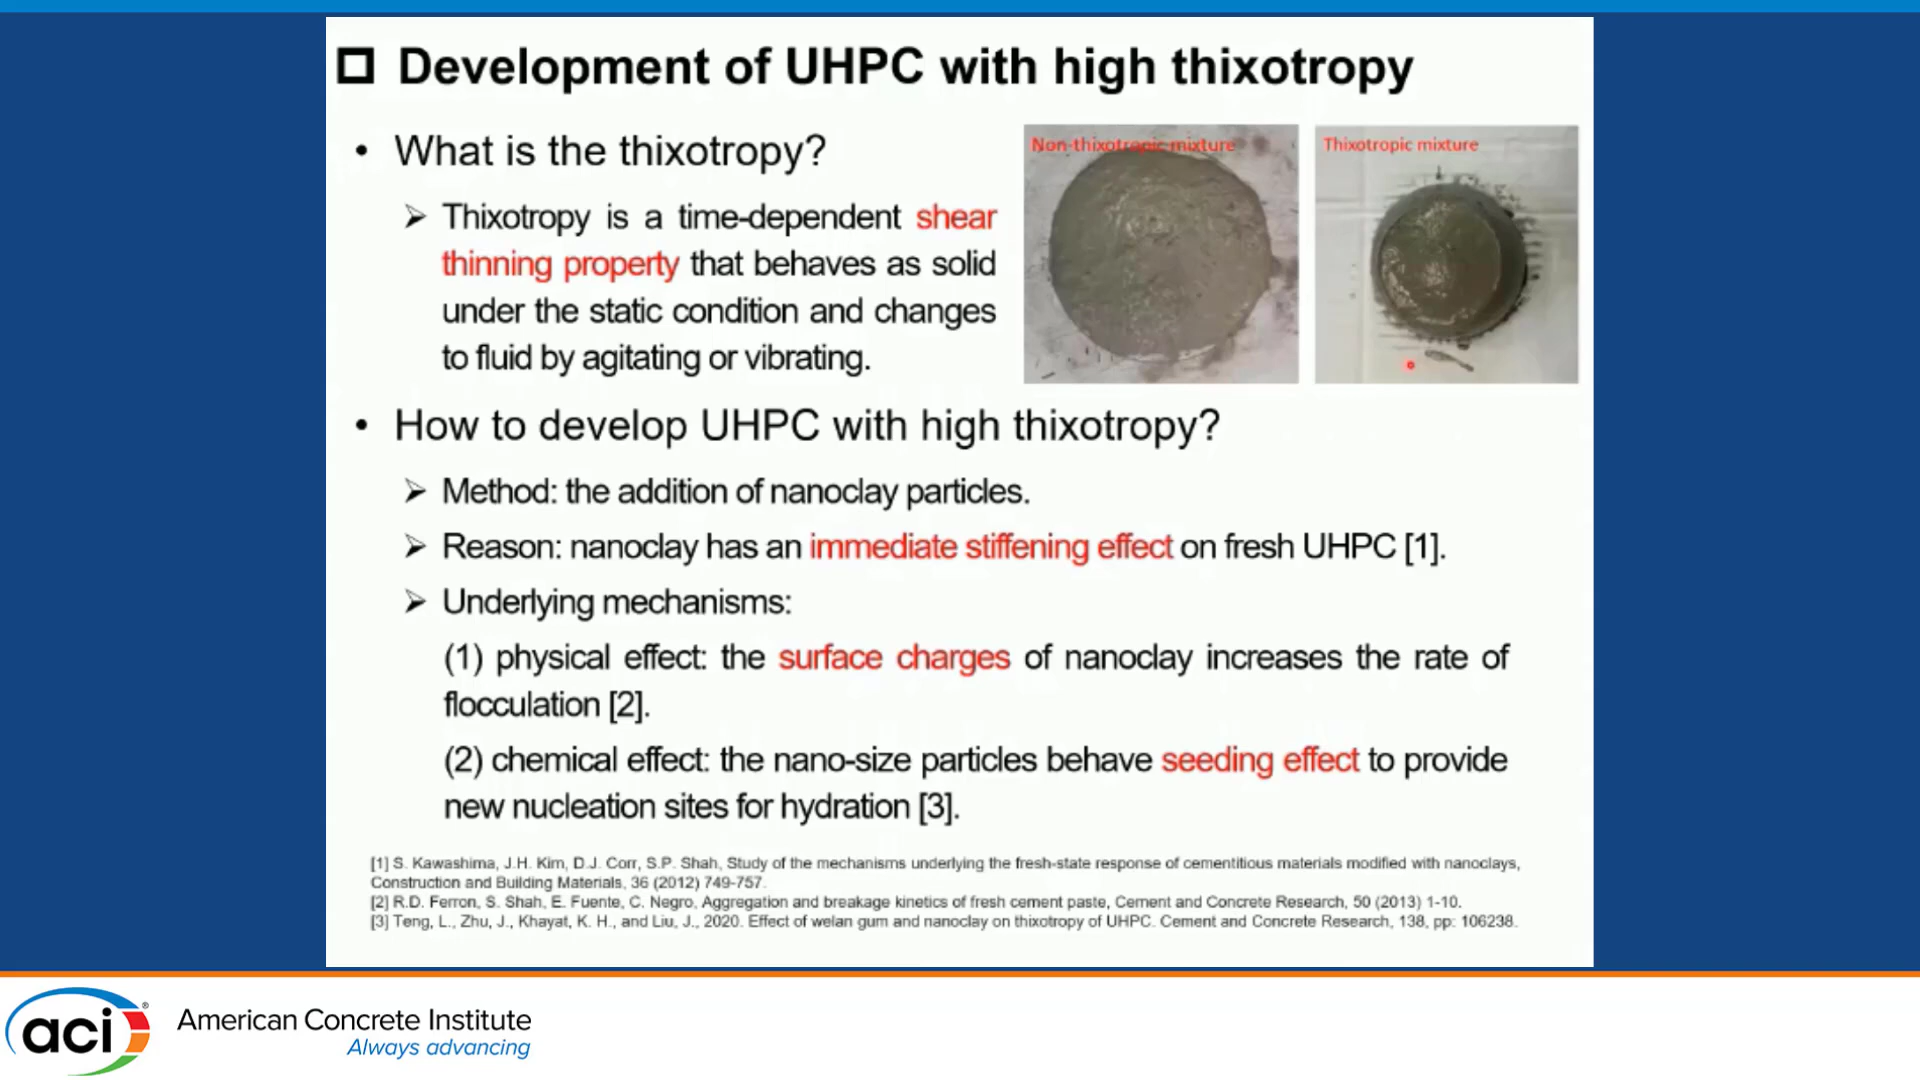 Development of UHPC with high thixotropy
• What is the thixotropy?
Non-thixotropic mixture
Thixotropic mixture
➢ Thixotropy is a time-dependent shear
thinning property that behaves as solid
under the static condition and changes
to fluid by agitating or vibrating.
• How to develop UHPC with high thixotropy?
➢ Method: the addition of nanoclay particles.
➢ Reason: nanoclay has an immediate stiffening effect on fresh UHPC [1].
➢ Underlying mechanisms:
(1) physical effect: the surface charges of nanoclay increases the rate of
flocculation [2].
(2) chemical effect: the nano-size particles behave seeding effect to provide
new nucleation sites for hydration [3].
[1] S. Kawashima, J.H. Kim, D.J. Corr, S.P. Shah, Study of the mechanisms underlying the fresh-state response of cementitious materials modified with nanoclays,
Construction and Building Materials, 36 (2012) 749-757.
[2] R.D. Ferron, S. Shah, E. Fuente, C. Negro, Aggregation and breakage kinetics of fresh cement paste, Cement and Concrete Research, 50 (2013) 1-10.
[3] Teng, L., Zhu, J., Khayat, K. H., and Liu, J., 2020. Effect of welan gum and nanoclay on thixotropy of UHPC. Cement and Concrete Research, 138, pp: 106238.
aci®
American Concrete Institute
Always advancing